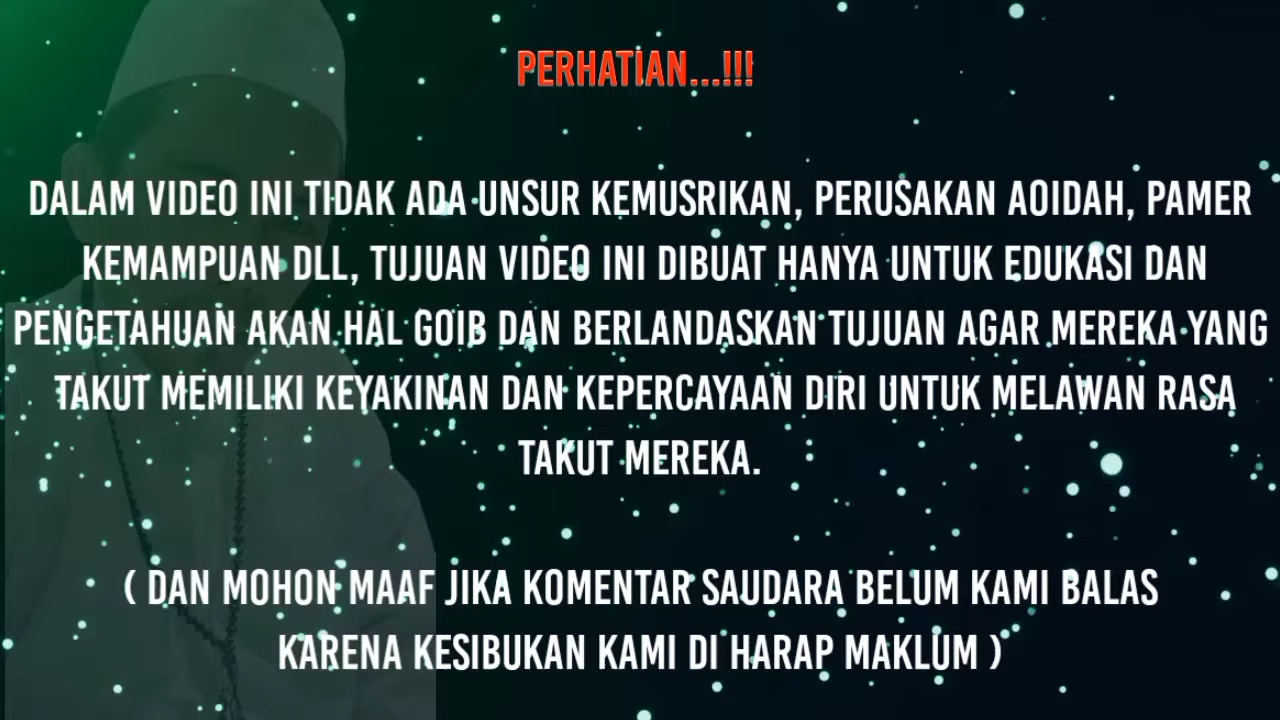 PERHATIAN...!!!
DALAM VIDEO INI TIDAK ADA UNSUR KEMUSRIKAN, PERUSAKAN AQIDAH, PAMER
KEMAMPUAN DLL, TUJUAN VIDEO INI DIBUAT HANYA UNTUK EDUKASI DAN
PENGETAHUAN AKAN HAL GOIB DAN BERLANDASKAN TUJUAN AGAR MEREKA YANG
TAKUT MEMILIKI KEYAKINAN DAN KEPERCAYAAN DIRI UNTUK MELAWAN RASA
TAKUT MEREKA.
( DAN MOHON MAAF JIKA KOMENTAR SAUDARA BELUM KAMI BALAS
KARENA KESIBUKAN KAMI DI HARAP MAKLUM )